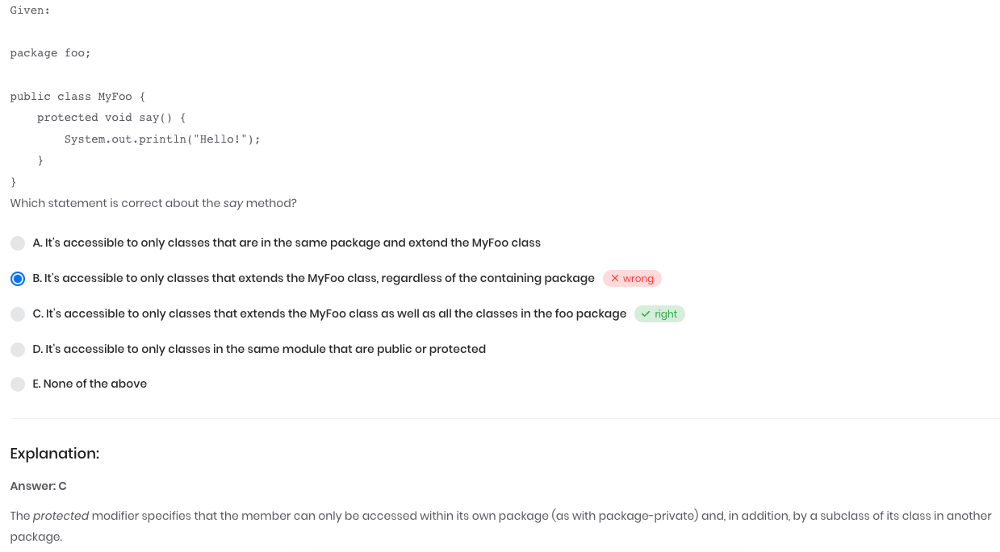 Given:
package foo;
public class MyFoo {
    protected void say() {
        System.out.println("Hello!");
    }
}
Which statement is correct about the say method?
A. It's accessible to only classes that are in the same package and extend the MyFoo class
B. It's accessible to only classes that extends the MyFoo class, regardless of the containing package ✕ wrong
C. It's accessible to only classes that extends the MyFoo class as well as all the classes in the foo package ✓ right
D. It's accessible to only classes in the same module that are public or protected
E. None of the above
Explanation:
Answer: C
The protected modifier specifies that the member can only be accessed within its own package (as with package-private) and, in addition, by a subclass of its class in another
package.